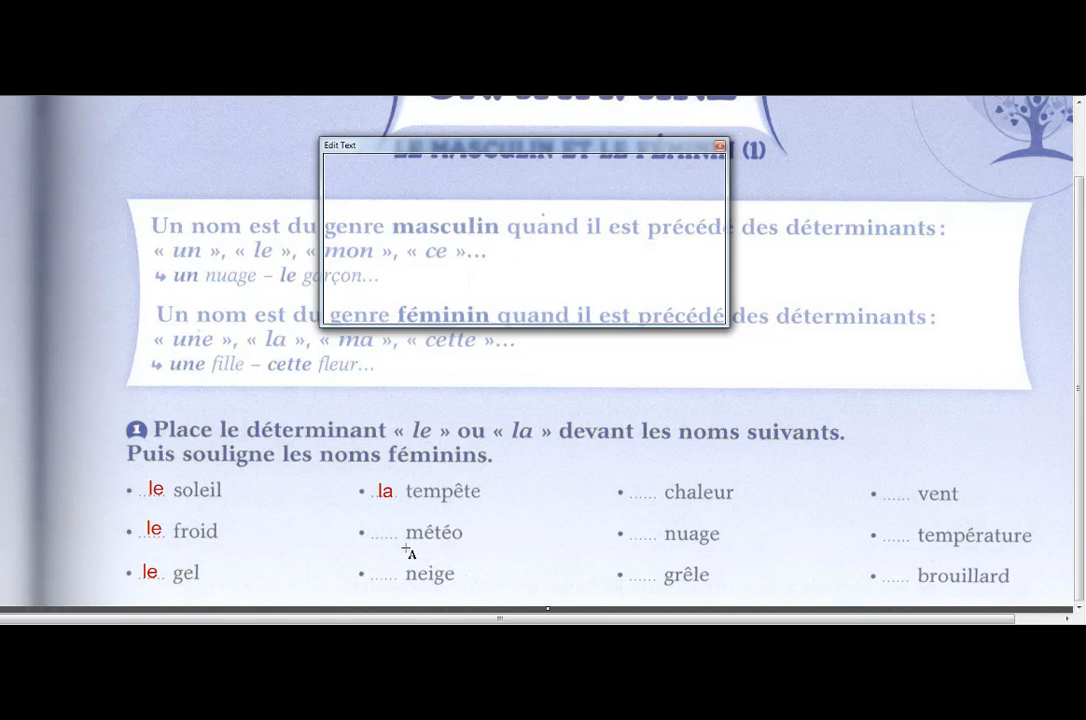 Edit Text
LE MASCULIN ET LE FÉMININ (1)
Un nom est du genre masculin quand il est précédé des déterminants :
« un », « le », « mon », « ce »...
↳ un nuage – le garçon...
Un nom est du genre féminin quand il est précédé des déterminants :
« une », « la », « ma », « cette »...
↳ une fille – cette fleur...
1 Place le déterminant « le » ou « la » devant les noms suivants.
Puis souligne les noms féminins.
• le soleil • la tempête • ...... chaleur • ...... vent
• le froid • ...... météo • ...... nuage • ...... température
• le gel • ...... neige • ...... grêle • ...... brouillard